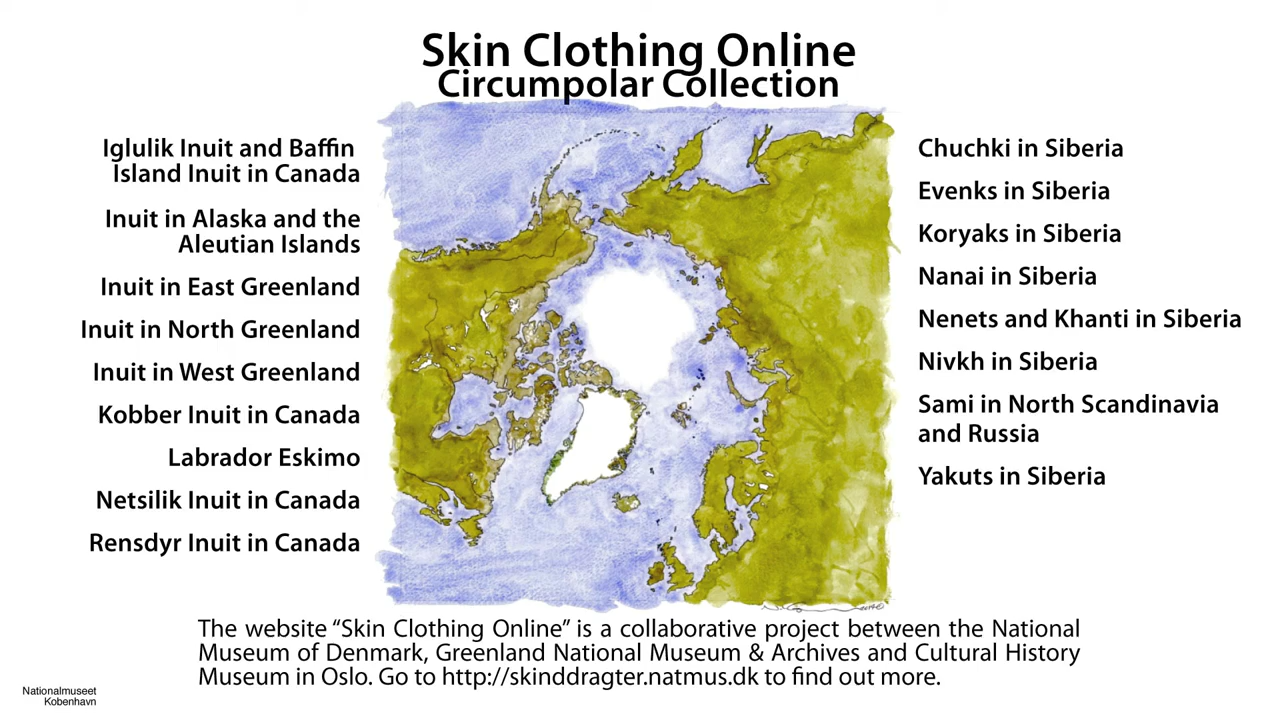 Skin Clothing Online
Circumpolar Collection
Iglulik Inuit and Baffin
Island Inuit in Canada
Inuit in Alaska and the
Aleutian Islands
Inuit in East Greenland
Inuit in North Greenland
Inuit in West Greenland
Kobber Inuit in Canada
Labrador Eskimo
Netsilik Inuit in Canada
Rensdyr Inuit in Canada
Chuchki in Siberia
Evenks in Siberia
Koryaks in Siberia
Nanai in Siberia
Nenets and Khanti in Siberia
Nivkh in Siberia
Sami in North Scandinavia
and Russia
Yakuts in Siberia
The website “Skin Clothing Online” is a collaborative project between the National
Museum of Denmark, Greenland National Museum & Archives and Cultural History
Museum in Oslo. Go to http://skinddragter.natmus.dk to find out more.
Nationalmuseet
Kobenhavn